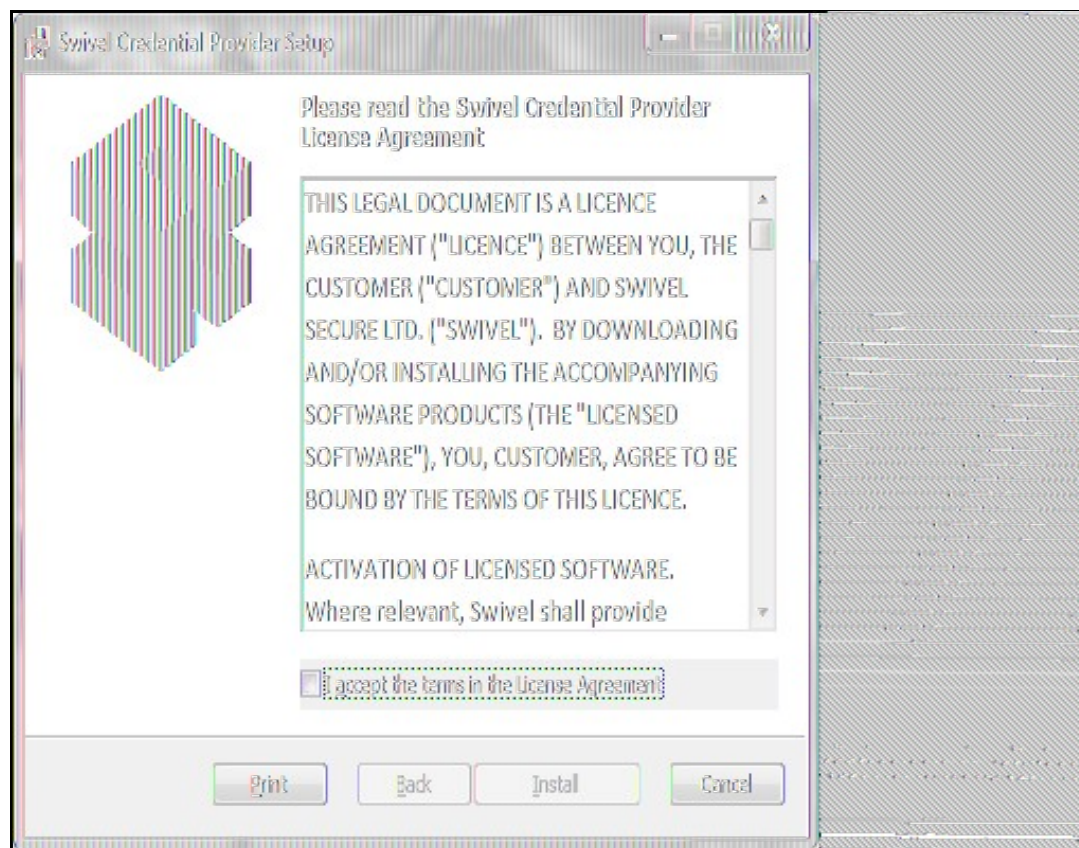 Swivel Credential Provider Setup
Please read the Swivel Credential Provider
License Agreement
THIS LEGAL DOCUMENT IS A LICENCE
AGREEMENT ("LICENCE") BETWEEN YOU, THE
CUSTOMER ("CUSTOMER") AND SWIVEL
SECURE LTD. ("SWIVEL").  BY DOWNLOADING
AND/OR INSTALLING THE ACCOMPANYING
SOFTWARE PRODUCTS (THE "LICENSED
SOFTWARE"), YOU, CUSTOMER, AGREE TO BE
BOUND BY THE TERMS OF THIS LICENCE.
ACTIVATION OF LICENSED SOFTWARE.
Where relevant, Swivel shall provide
I accept the terms in the License Agreement
Print Back Install Cancel